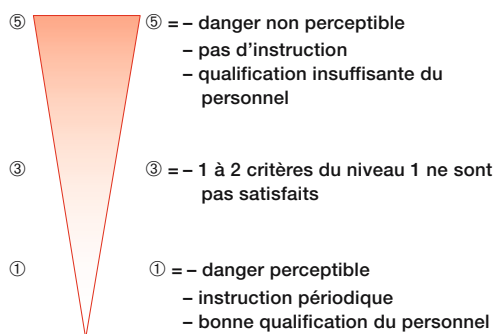 ⑤ ⑤ = – danger non perceptible
– pas d’instruction
– qualification insuffisante du
personnel
③ ③ = – 1 à 2 critères du niveau 1 ne sont
pas satisfaits
① ① = – danger perceptible
– instruction périodique
– bonne qualification du personnel